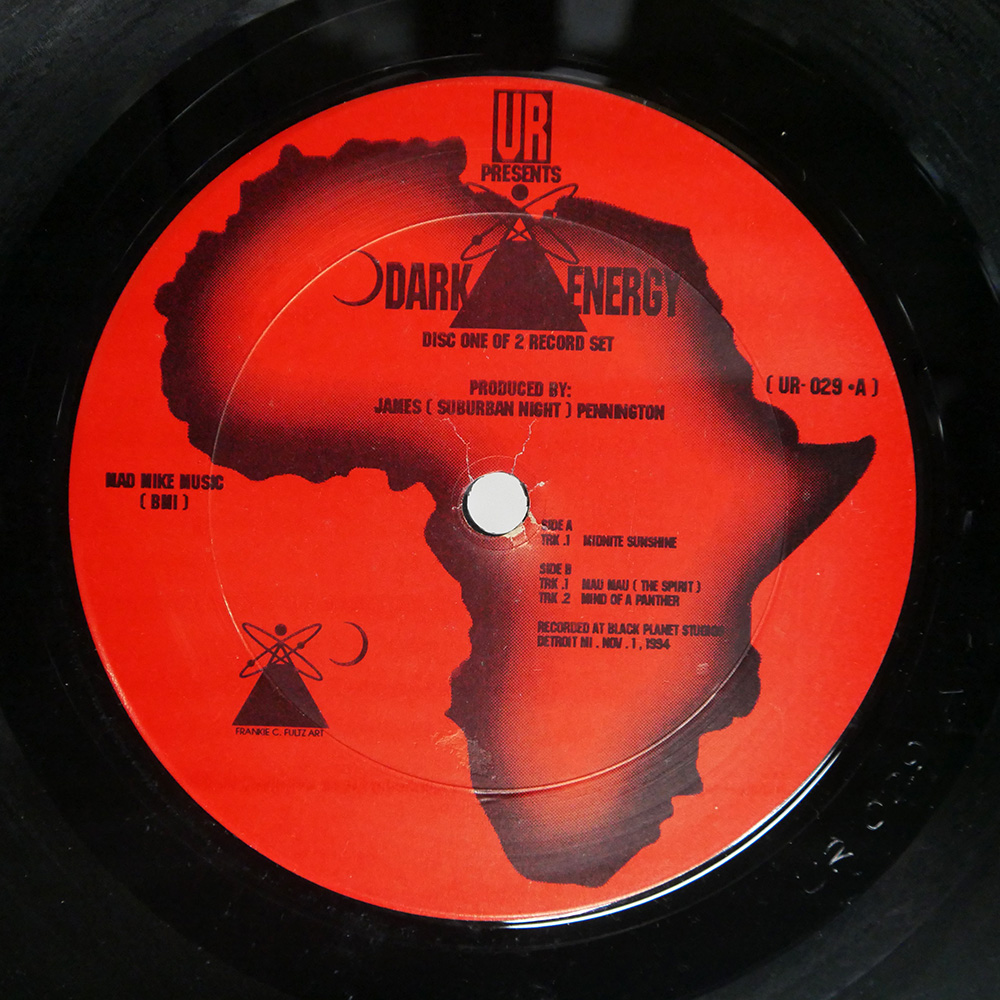 UR
PRESENTS
DARK ENERGY
DISC ONE OF 2 RECORD SET
PRODUCED BY:
JAMES ( SUBURBAN NIGHT ) PENNINGTON
( UR- 029 •A )
MAD MIKE MUSIC
( BMI )
SIDE A
TRK .1 MIDNITE SUNSHINE
SIDE B
TRK .1 MAU MAU ( THE SPIRIT )
TRK .2 MIND OF A PANTHER
RECORDED AT BLACK PLANET STUDIOS
DETROIT MI . NOV . 1 , 1994
FRANKIE C. FULTZ ART